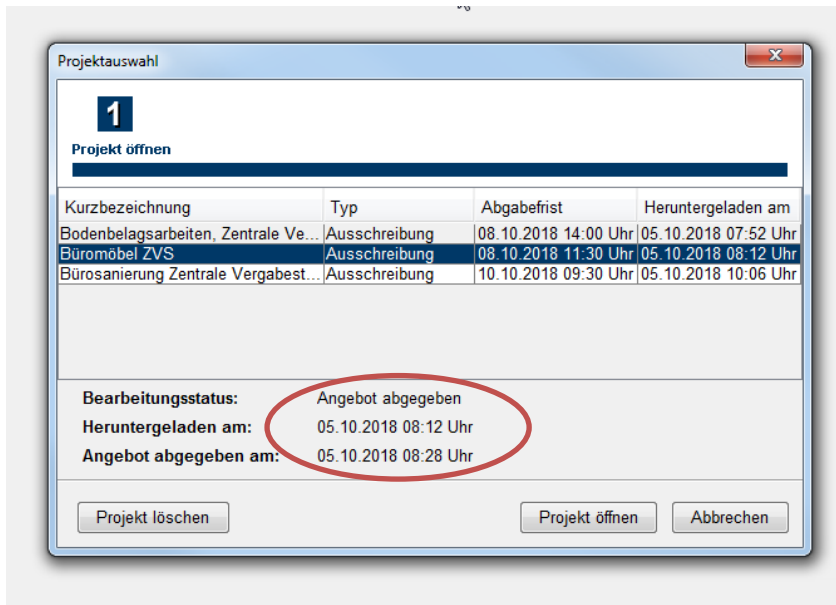 Projektauswahl
1
Projekt öffnen
Kurzbezeichnung Typ Abgabefrist Heruntergeladen am
Bodenbelagsarbeiten, Zentrale Ve... Ausschreibung 08.10.2018 14:00 Uhr 05.10.2018 07:52 Uhr
Büromöbel ZVS Ausschreibung 08.10.2018 11:30 Uhr 05.10.2018 08:12 Uhr
Bürosanierung Zentrale Vergabest... Ausschreibung 10.10.2018 09:30 Uhr 05.10.2018 10:06 Uhr
Bearbeitungsstatus: Angebot abgegeben
Heruntergeladen am: 05.10.2018 08:12 Uhr
Angebot abgegeben am: 05.10.2018 08:28 Uhr
Projekt löschen Projekt öffnen Abbrechen